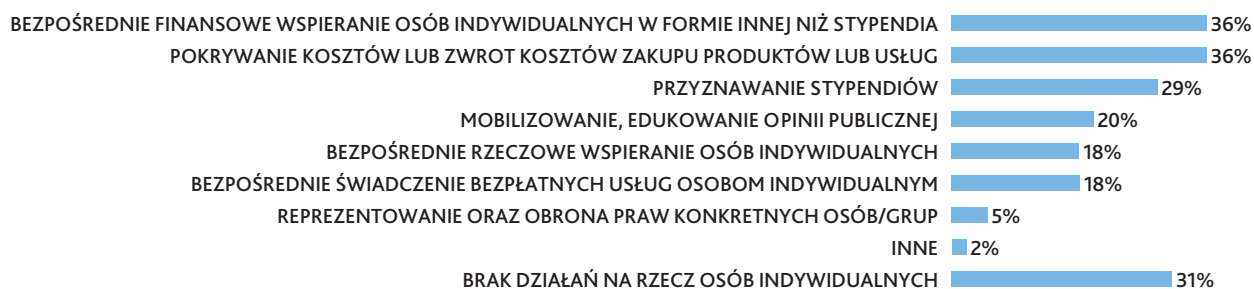 BEZPOŚREDNIE FINANSOWE WSPIERANIE OSÓB INDYWIDUALNYCH W FORMIE INNEJ NIŻ STYPENDIA 36%
POKRYWANIE KOSZTÓW LUB ZWROT KOSZTÓW ZAKUPU PRODUKTÓW LUB USŁUG 36%
PRZYZNAWANIE STYPENDIÓW 29%
MOBILIZOWANIE, EDUKOWANIE OPINII PUBLICZNEJ 20%
BEZPOŚREDNIE RZECZOWE WSPIERANIE OSÓB INDYWIDUALNYCH 18%
BEZPOŚREDNIE ŚWIADCZENIE BEZPŁATNYCH USŁUG OSOBOM INDYWIDUALNYM 18%
REPREZENTOWANIE ORAZ OBRONA PRAW KONKRETNYCH OSÓB/GRUP 5%
INNE 2%
BRAK DZIAŁAŃ NA RZECZ OSÓB INDYWIDUALNYCH 31%